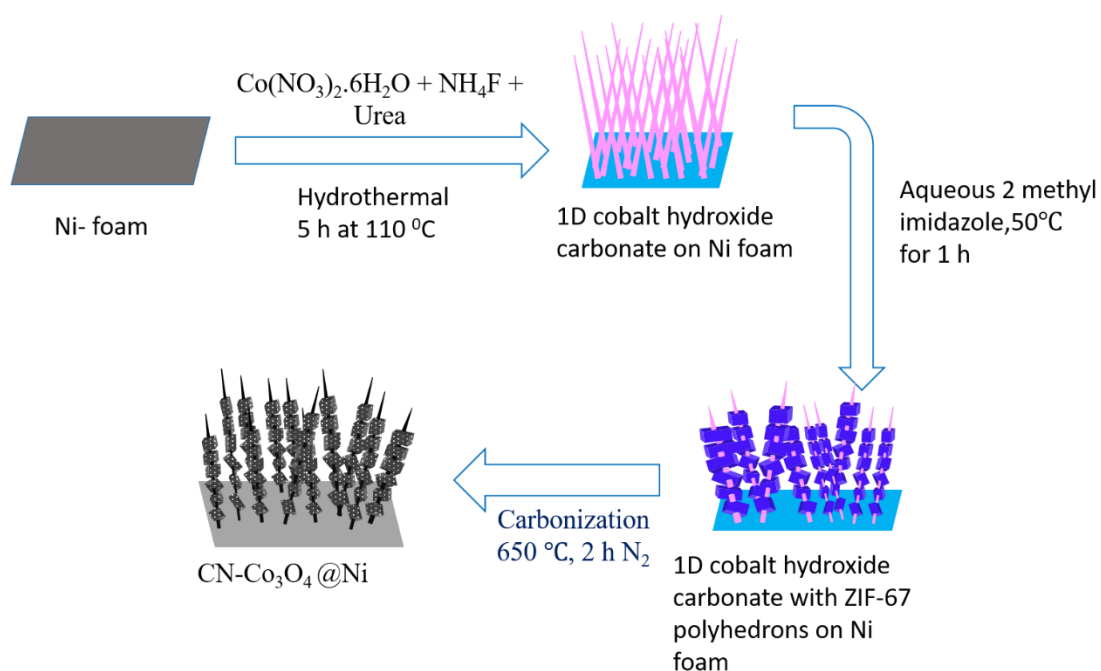 Co(NO₃)₂.6H₂O + NH₄F +
Urea
Hydrothermal
5 h at 110 ⁰C
Ni- foam
1D cobalt hydroxide
carbonate on Ni foam
Aqueous 2 methyl
imidazole,50℃
for 1 h
1D cobalt hydroxide
carbonate with ZIF-67
polyhedrons on Ni
foam
Carbonization
650 ℃, 2 h N₂
CN-Co₃O₄ @Ni